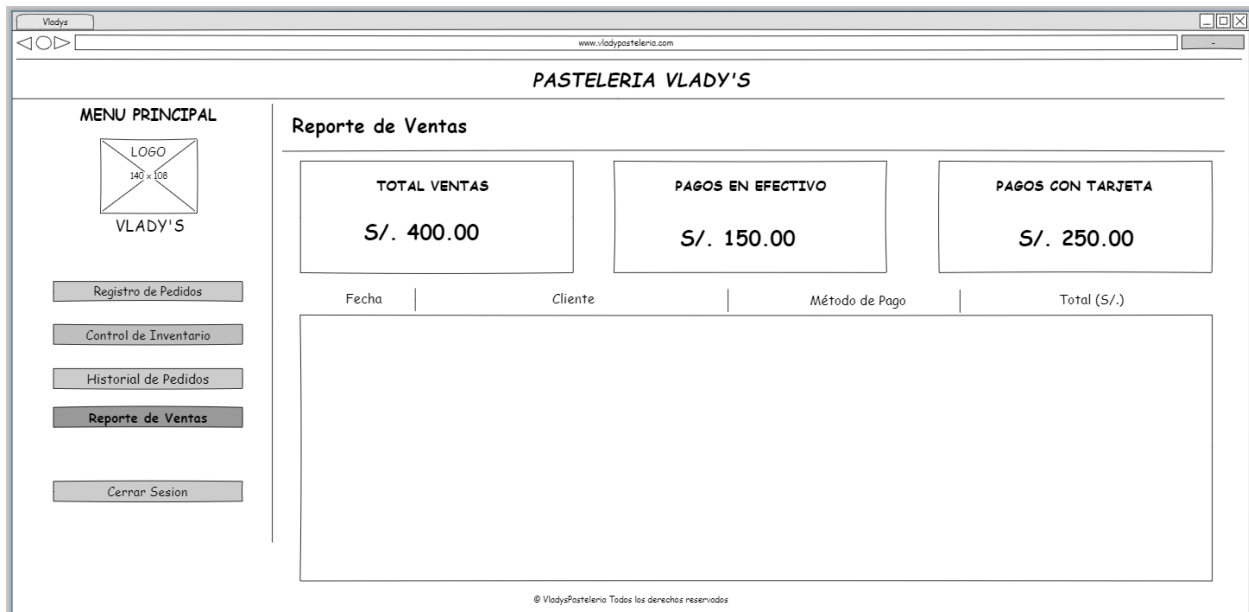 Vladys
www.vladypasteleria.com
-
PASTELERIA VLADY'S
MENU PRINCIPAL
LOGO
140 x 108
VLADY'S
Registro de Pedidos
Control de Inventario
Historial de Pedidos
Reporte de Ventas
Cerrar Sesion
Reporte de Ventas
TOTAL VENTAS
S/. 400.00
PAGOS EN EFECTIVO
S/. 150.00
PAGOS CON TARJETA
S/. 250.00
Fecha Cliente Método de Pago Total (S/.)
© VladysPasteleria Todos los derechos reservados